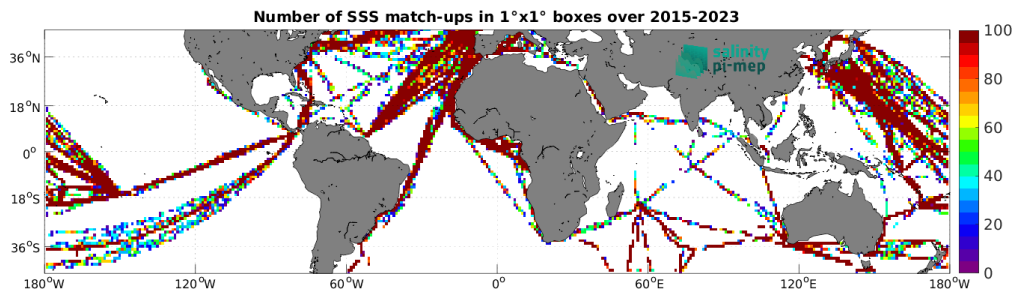 Number of SSS match-ups in 1°x1° boxes over 2015-2023
salinity
pi-mep
36°N
18°N
0°
18°S
36°S
180°W
120°W
60°W
0°
60°E
120°E
180°W
100
80
60
40
20
0